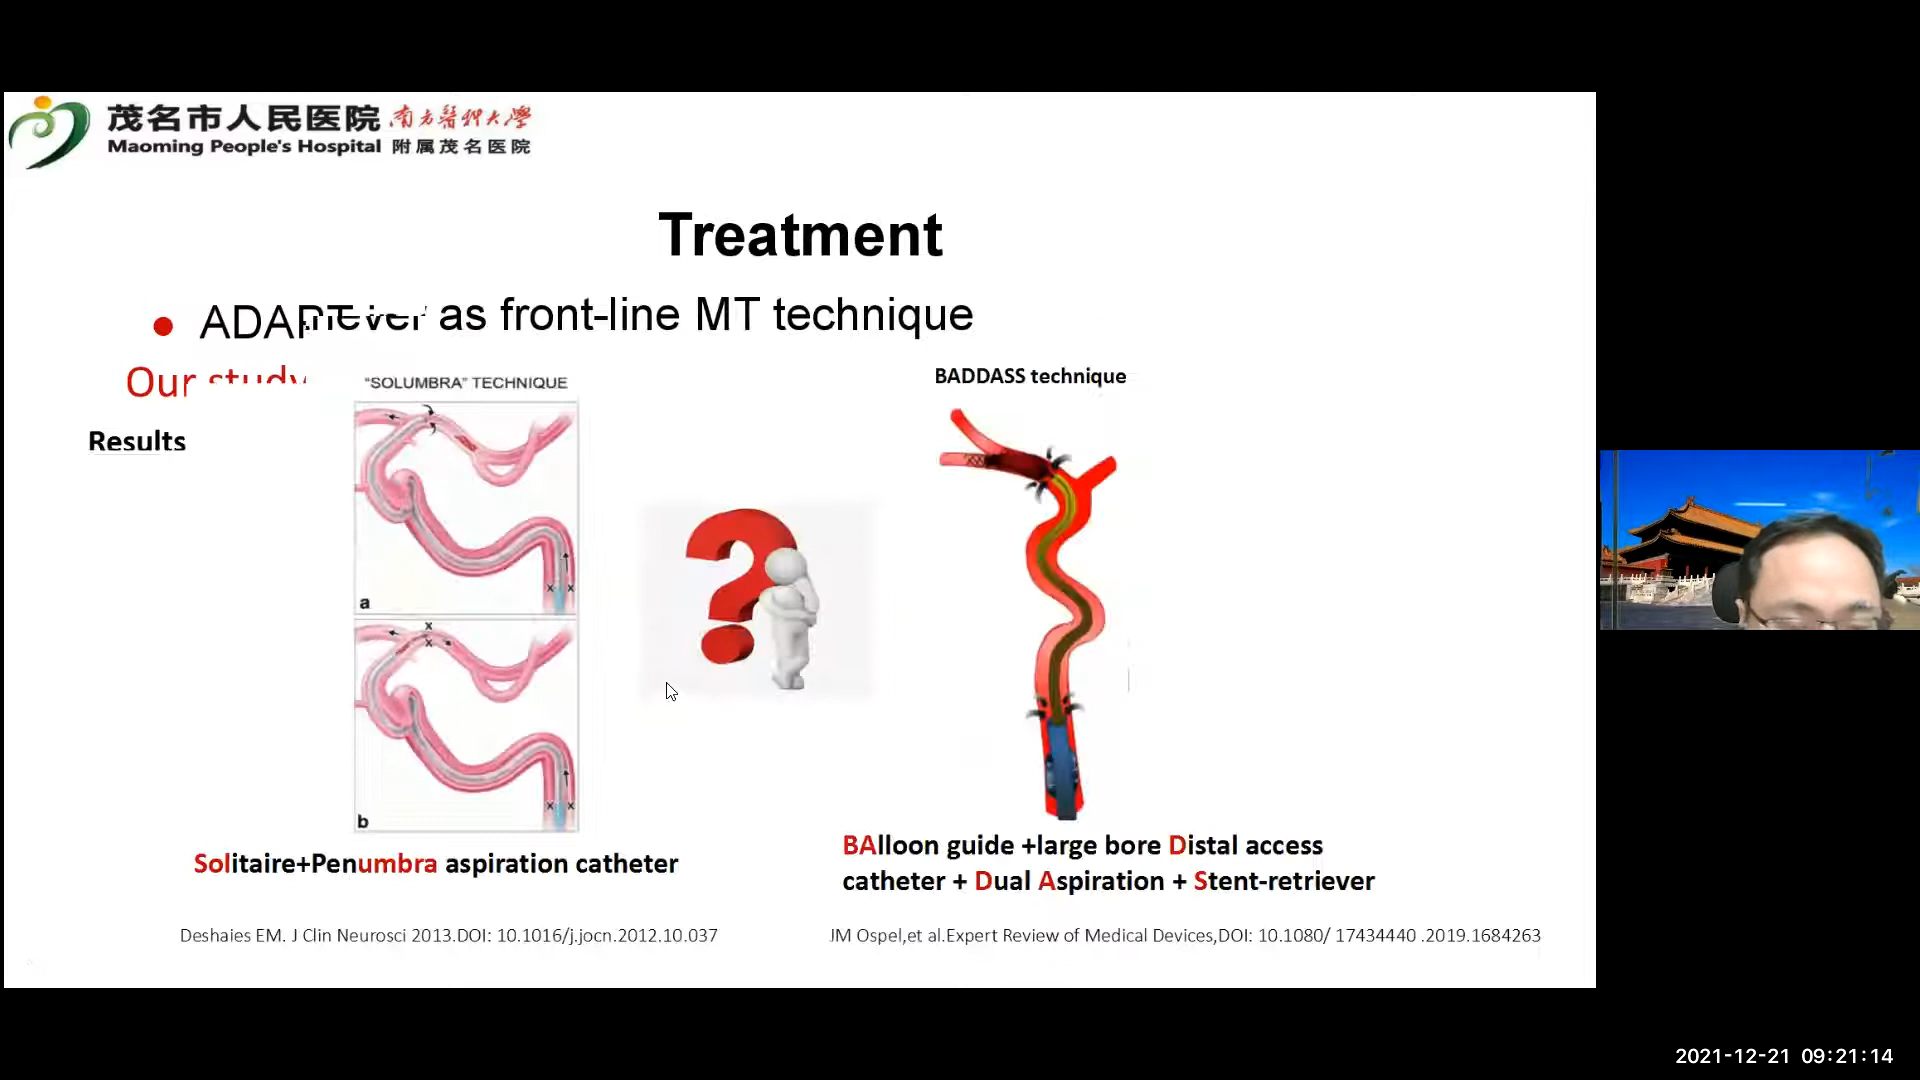 茂名市人民医院 南方医科大学
Maoming People's Hospital 附属茂名医院
Treatment
as front-line MT technique
Our study
Results
"SOLUMBRA" TECHNIQUE
BADDASS technique
a
b
Solitaire+Penumbra aspiration catheter
BAlloon guide +large bore Distal access
catheter + Dual Aspiration + Stent-retriever
Deshaies EM. J Clin Neurosci 2013.DOI: 10.1016/j.jocn.2012.10.037
JM Ospel,et al.Expert Review of Medical Devices,DOI: 10.1080/ 17434440 .2019.1684263
2021-12-21 09:21:14